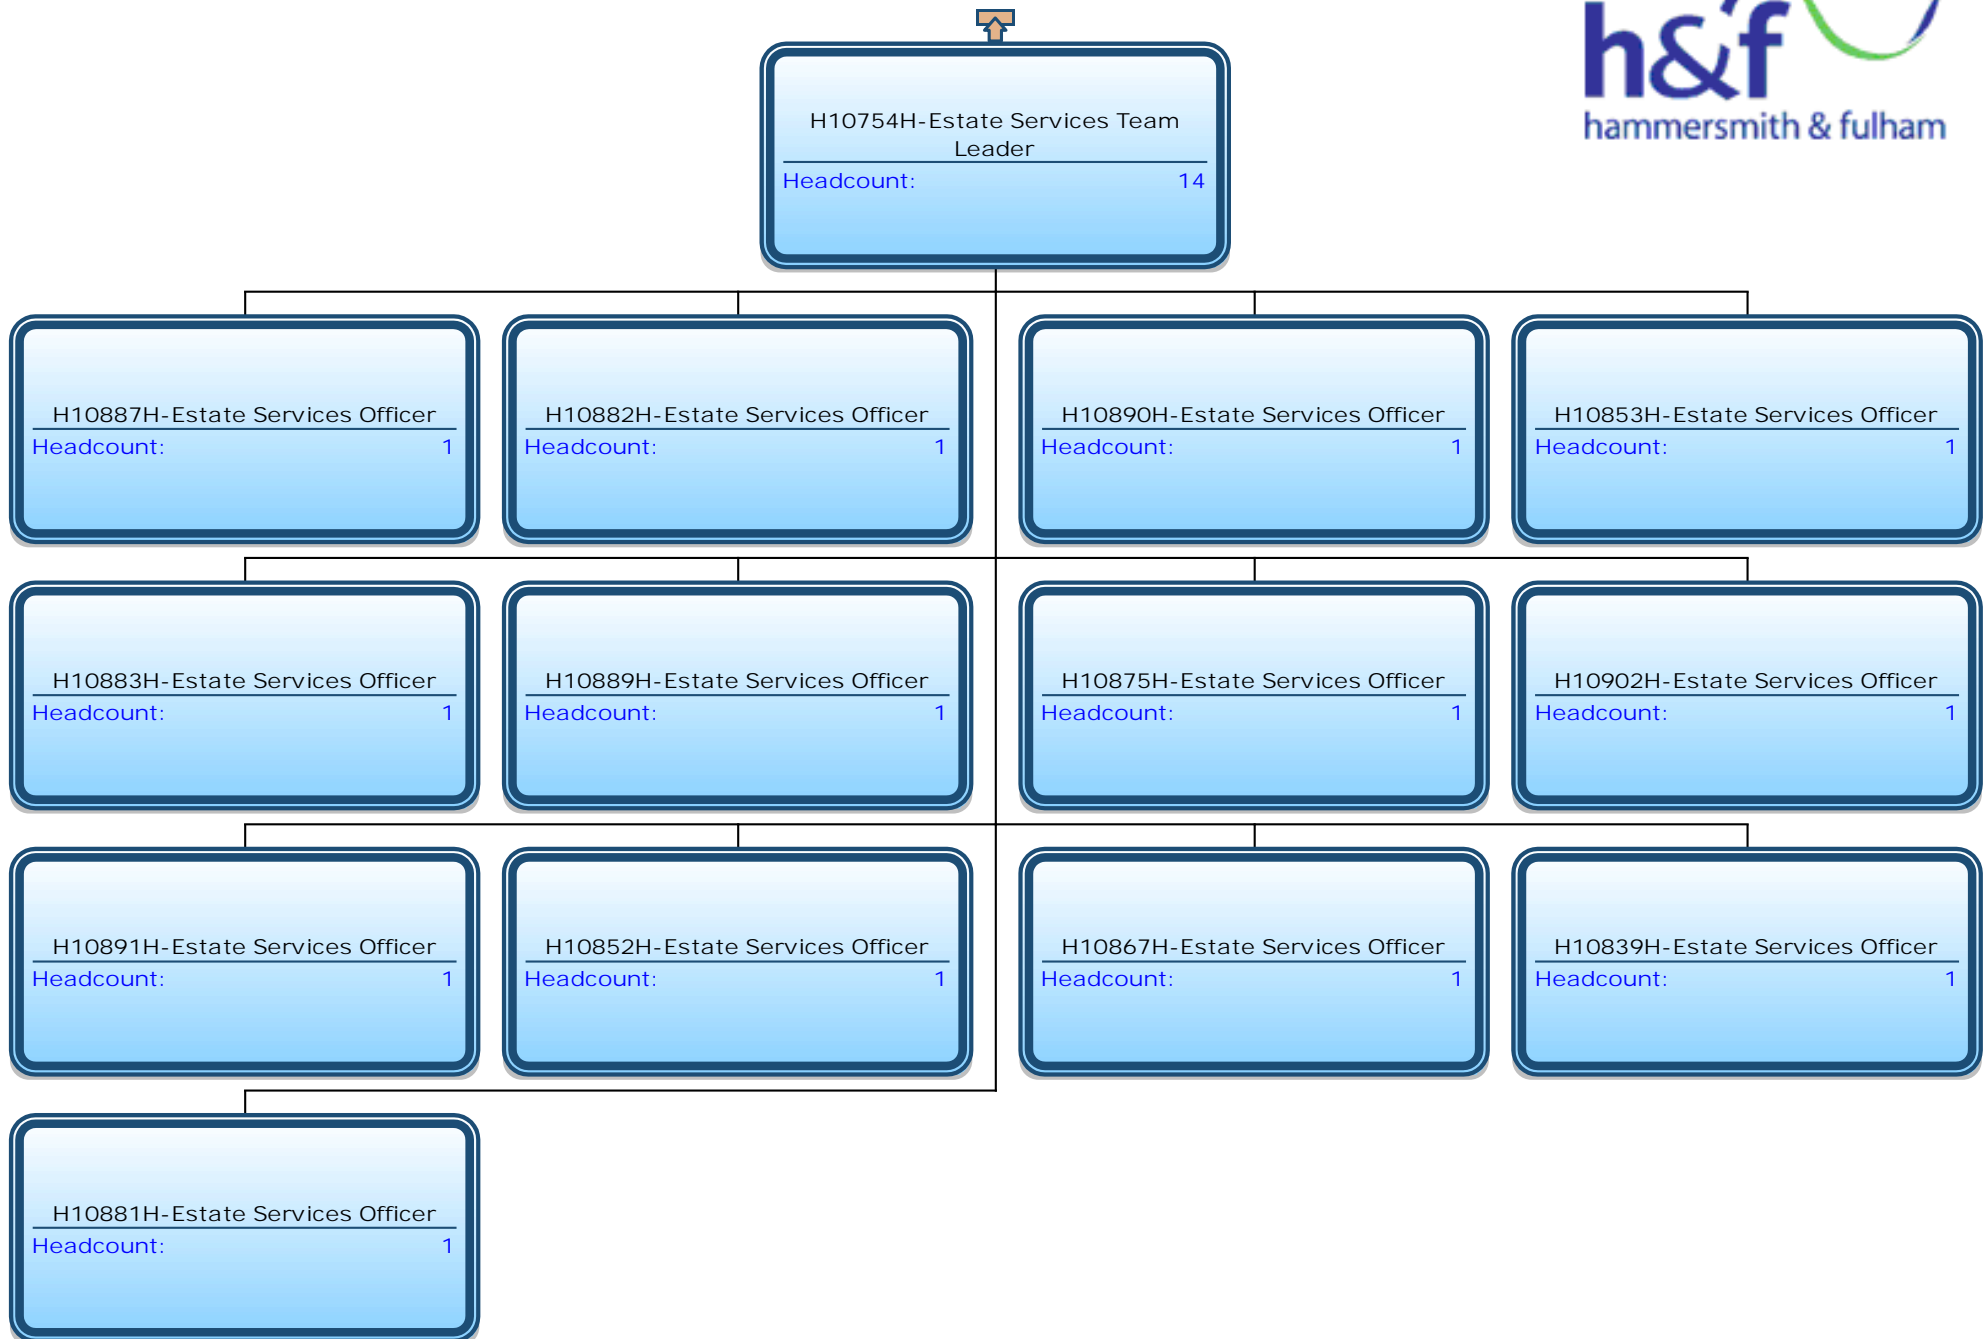 h&f
hammersmith & fulham
H10754H-Estate Services Team
Leader
Headcount: 14
H10887H-Estate Services Officer
Headcount: 1
H10882H-Estate Services Officer
Headcount: 1
H10890H-Estate Services Officer
Headcount: 1
H10853H-Estate Services Officer
Headcount: 1
H10883H-Estate Services Officer
Headcount: 1
H10889H-Estate Services Officer
Headcount: 1
H10875H-Estate Services Officer
Headcount: 1
H10902H-Estate Services Officer
Headcount: 1
H10891H-Estate Services Officer
Headcount: 1
H10852H-Estate Services Officer
Headcount: 1
H10867H-Estate Services Officer
Headcount: 1
H10839H-Estate Services Officer
Headcount: 1
H10881H-Estate Services Officer
Headcount: 1